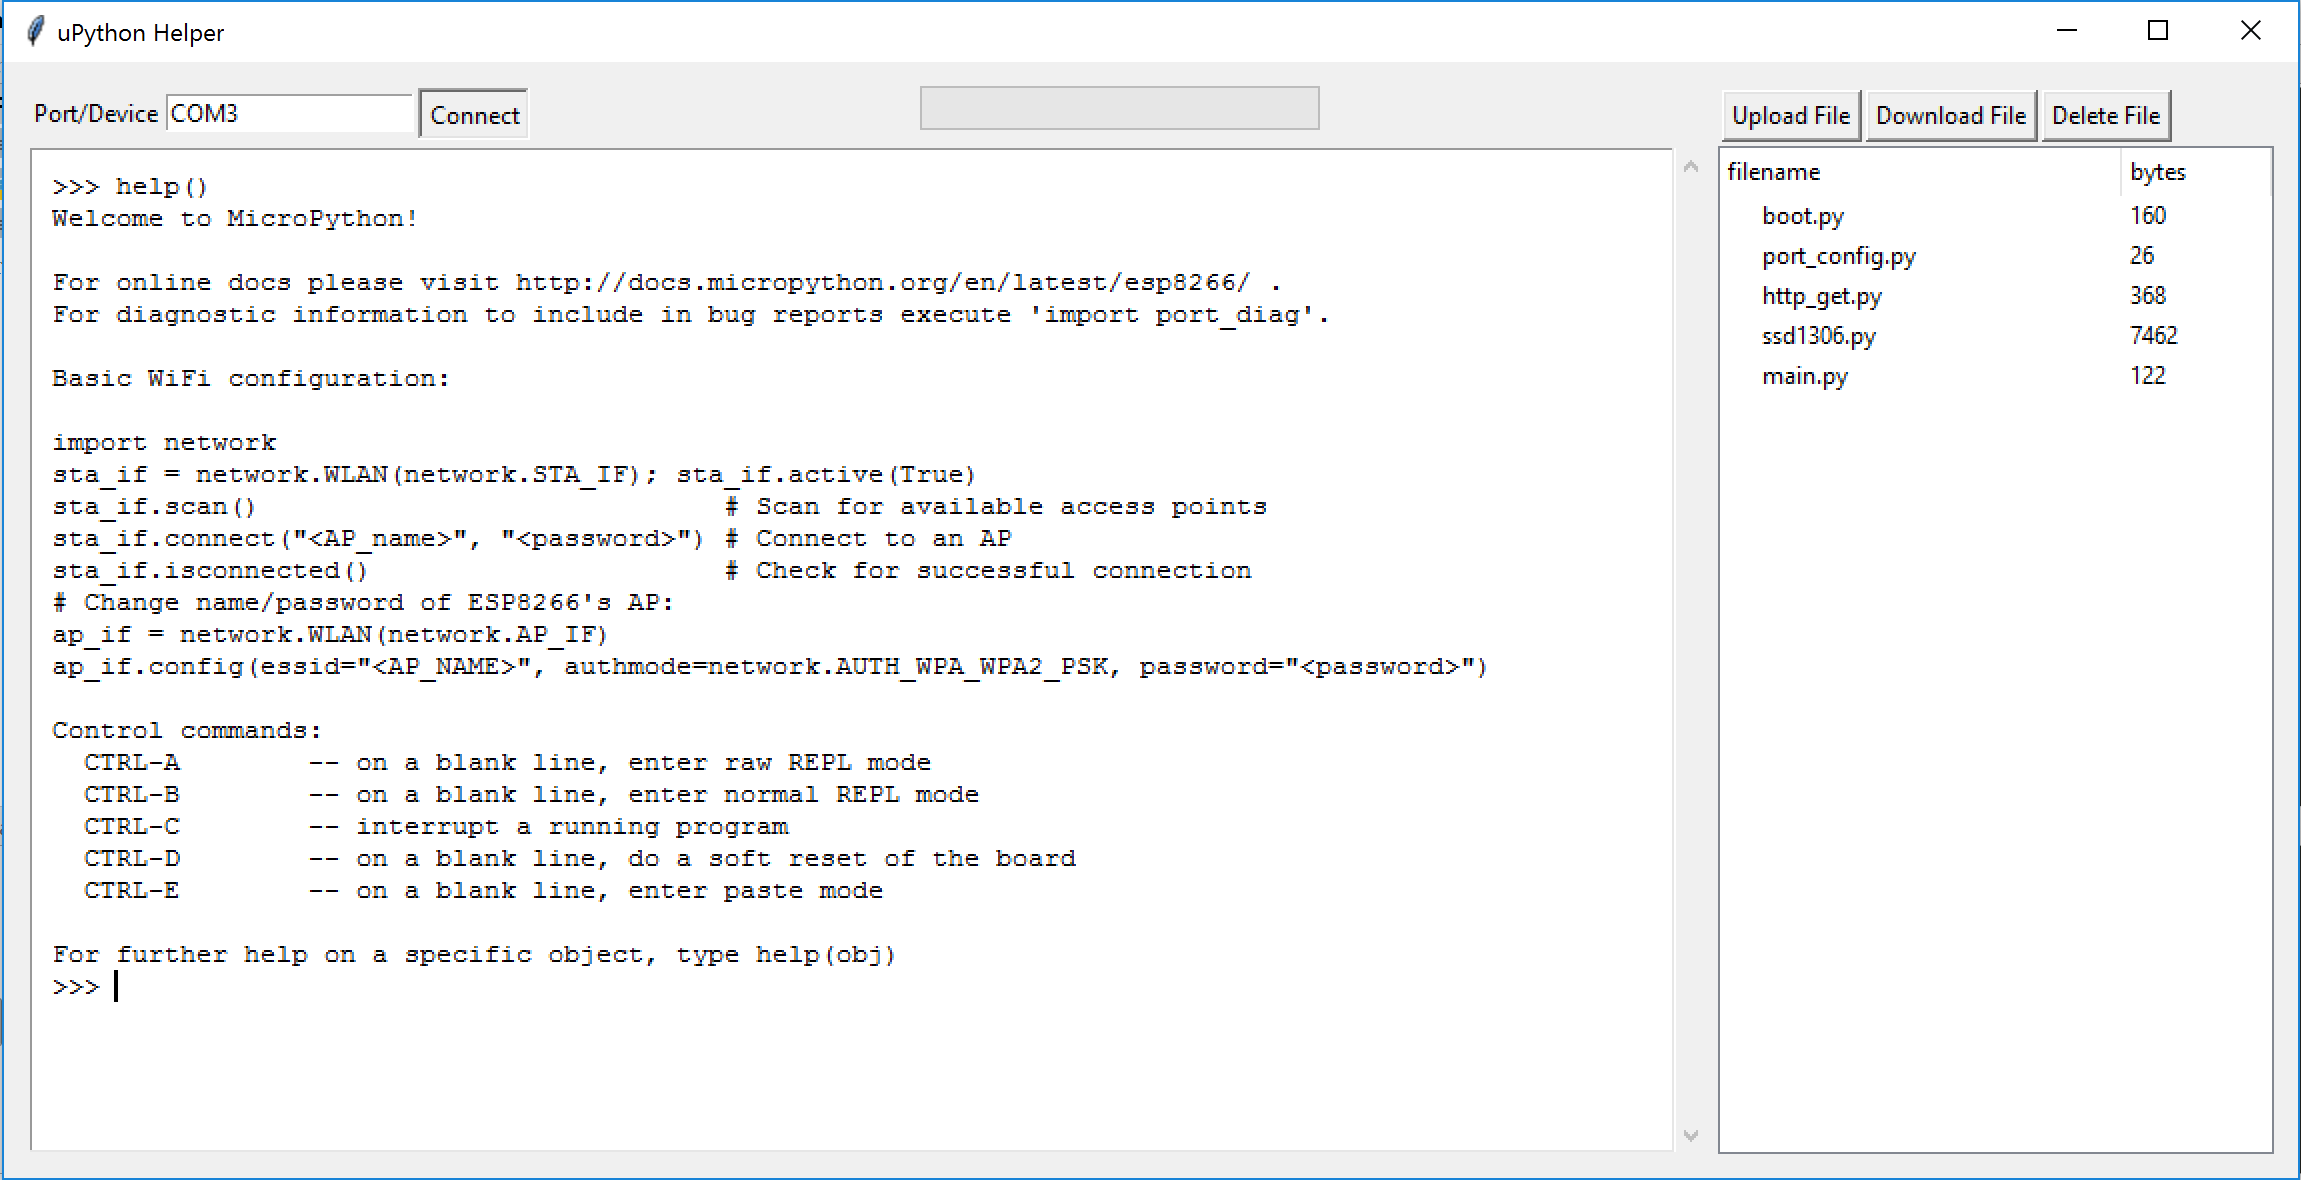 uPython Helper
Port/Device COM3 Connect
Upload File Download File Delete File
>>> help()
Welcome to MicroPython!

For online docs please visit http://docs.micropython.org/en/latest/esp8266/ .
For diagnostic information to include in bug reports execute 'import port_diag'.

Basic WiFi configuration:

import network
sta_if = network.WLAN(network.STA_IF); sta_if.active(True)
sta_if.scan()                             # Scan for available access points
sta_if.connect("<AP_name>", "<password>") # Connect to an AP
sta_if.isconnected()                      # Check for successful connection
# Change name/password of ESP8266's AP:
ap_if = network.WLAN(network.AP_IF)
ap_if.config(essid="<AP_NAME>", authmode=network.AUTH_WPA_WPA2_PSK, password="<password>")

Control commands:
  CTRL-A        -- on a blank line, enter raw REPL mode
  CTRL-B        -- on a blank line, enter normal REPL mode
  CTRL-C        -- interrupt a running program
  CTRL-D        -- on a blank line, do a soft reset of the board
  CTRL-E        -- on a blank line, enter paste mode

For further help on a specific object, type help(obj)
>>>
filename bytes
boot.py 160
port_config.py 26
http_get.py 368
ssd1306.py 7462
main.py 122